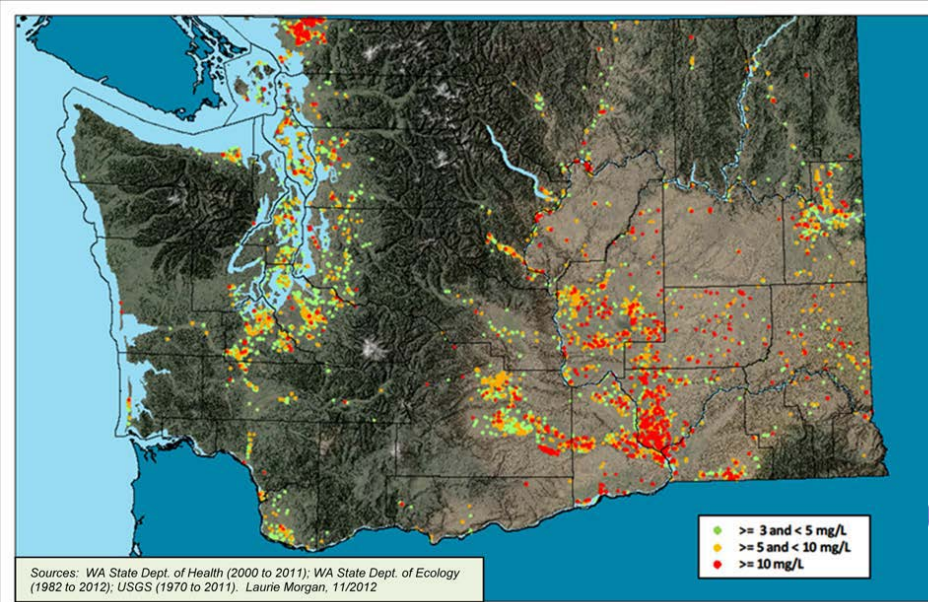 >= 3 and < 5 mg/L
>= 5 and < 10 mg/L
>= 10 mg/L
Sources: WA State Dept. of Health (2000 to 2011); WA State Dept. of Ecology
(1982 to 2012); USGS (1970 to 2011). Laurie Morgan, 11/2012